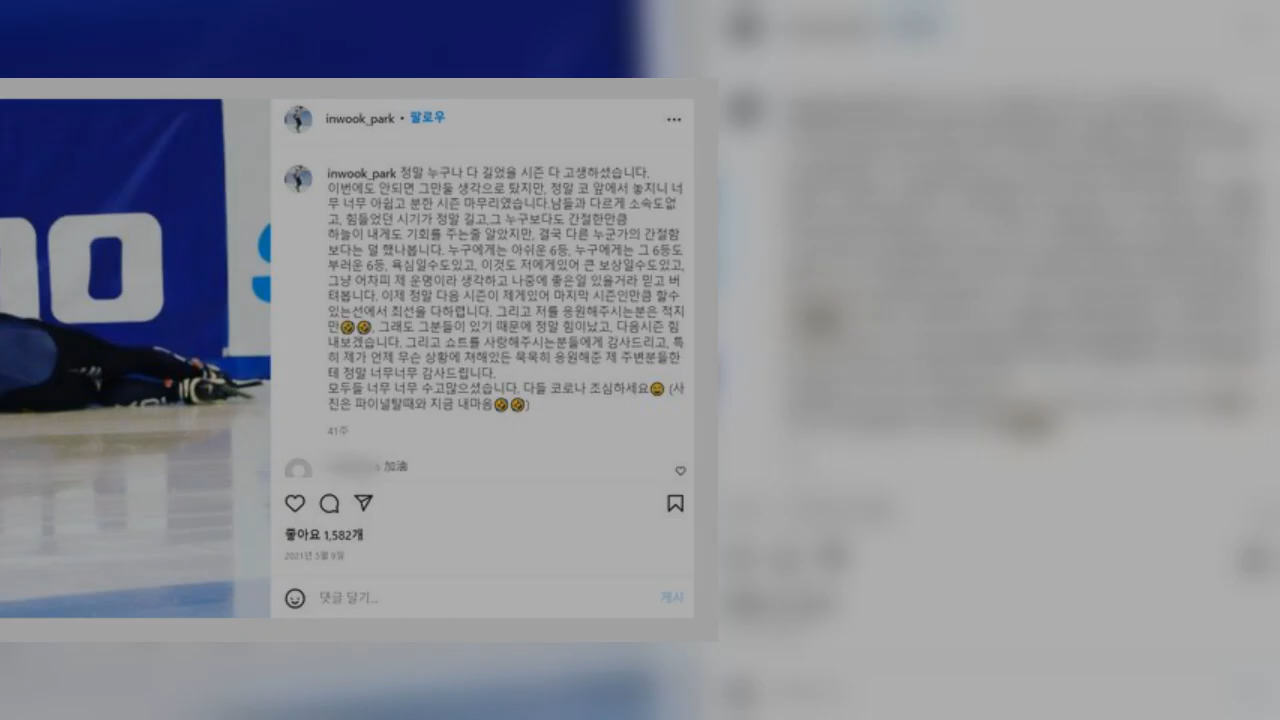 inwook_park • 팔로우
inwook_park 정말 누구나 다 길었을 시즌 다 고생하셨습니다.
이번에도 안되면 그만둘 생각으로 탔지만, 정말 코 앞에서 놓지니 너
무 너무 아쉽고 분한 시즌 마무리였습니다.남들과 다르게 소속도없
고, 힘들었던 시기가 정말 길고,그 누구보다도 간절한만큼
하늘이 내게도 기회를 주는줄 알았지만, 결국 다른 누군가의 간절함
보다는 덜 했나봅니다. 누구에게는 아쉬운 6등, 누구에게는 그 6등도
부러운 6등, 욕심일수도있고, 이것도 저에게있어 큰 보상일수도있고,
그냥 어차피 제 운명이라 생각하고 나중에 좋은일 있을거라 믿고 버
텨봅니다. 이제 정말 다음 시즌이 제게있어 마지막 시즌인만큼 할수
있는선에서 최선을 다하렵니다. 그리고 저를 응원해주시는분은 적지
만🤣🤣, 그래도 그분들이 있기 때문에 정말 힘이났고, 다음시즌 힘
내보겠습니다. 그리고 쇼트를 사랑해주시는분들에게 감사드리고, 특
히 제가 언제 무슨 상황에 처해있든 묵묵히 응원해준 제 주변분들한
테 정말 너무너무 감사드립니다.
모두들 너무 너무 수고많으셨습니다. 다들 코로나 조심하세요😄 (사
진은 파이널탈때와 지금 내마음🤣🤣)
41주
加油
좋아요 1,582개
2021년 5월 9일
댓글 달기...
게시